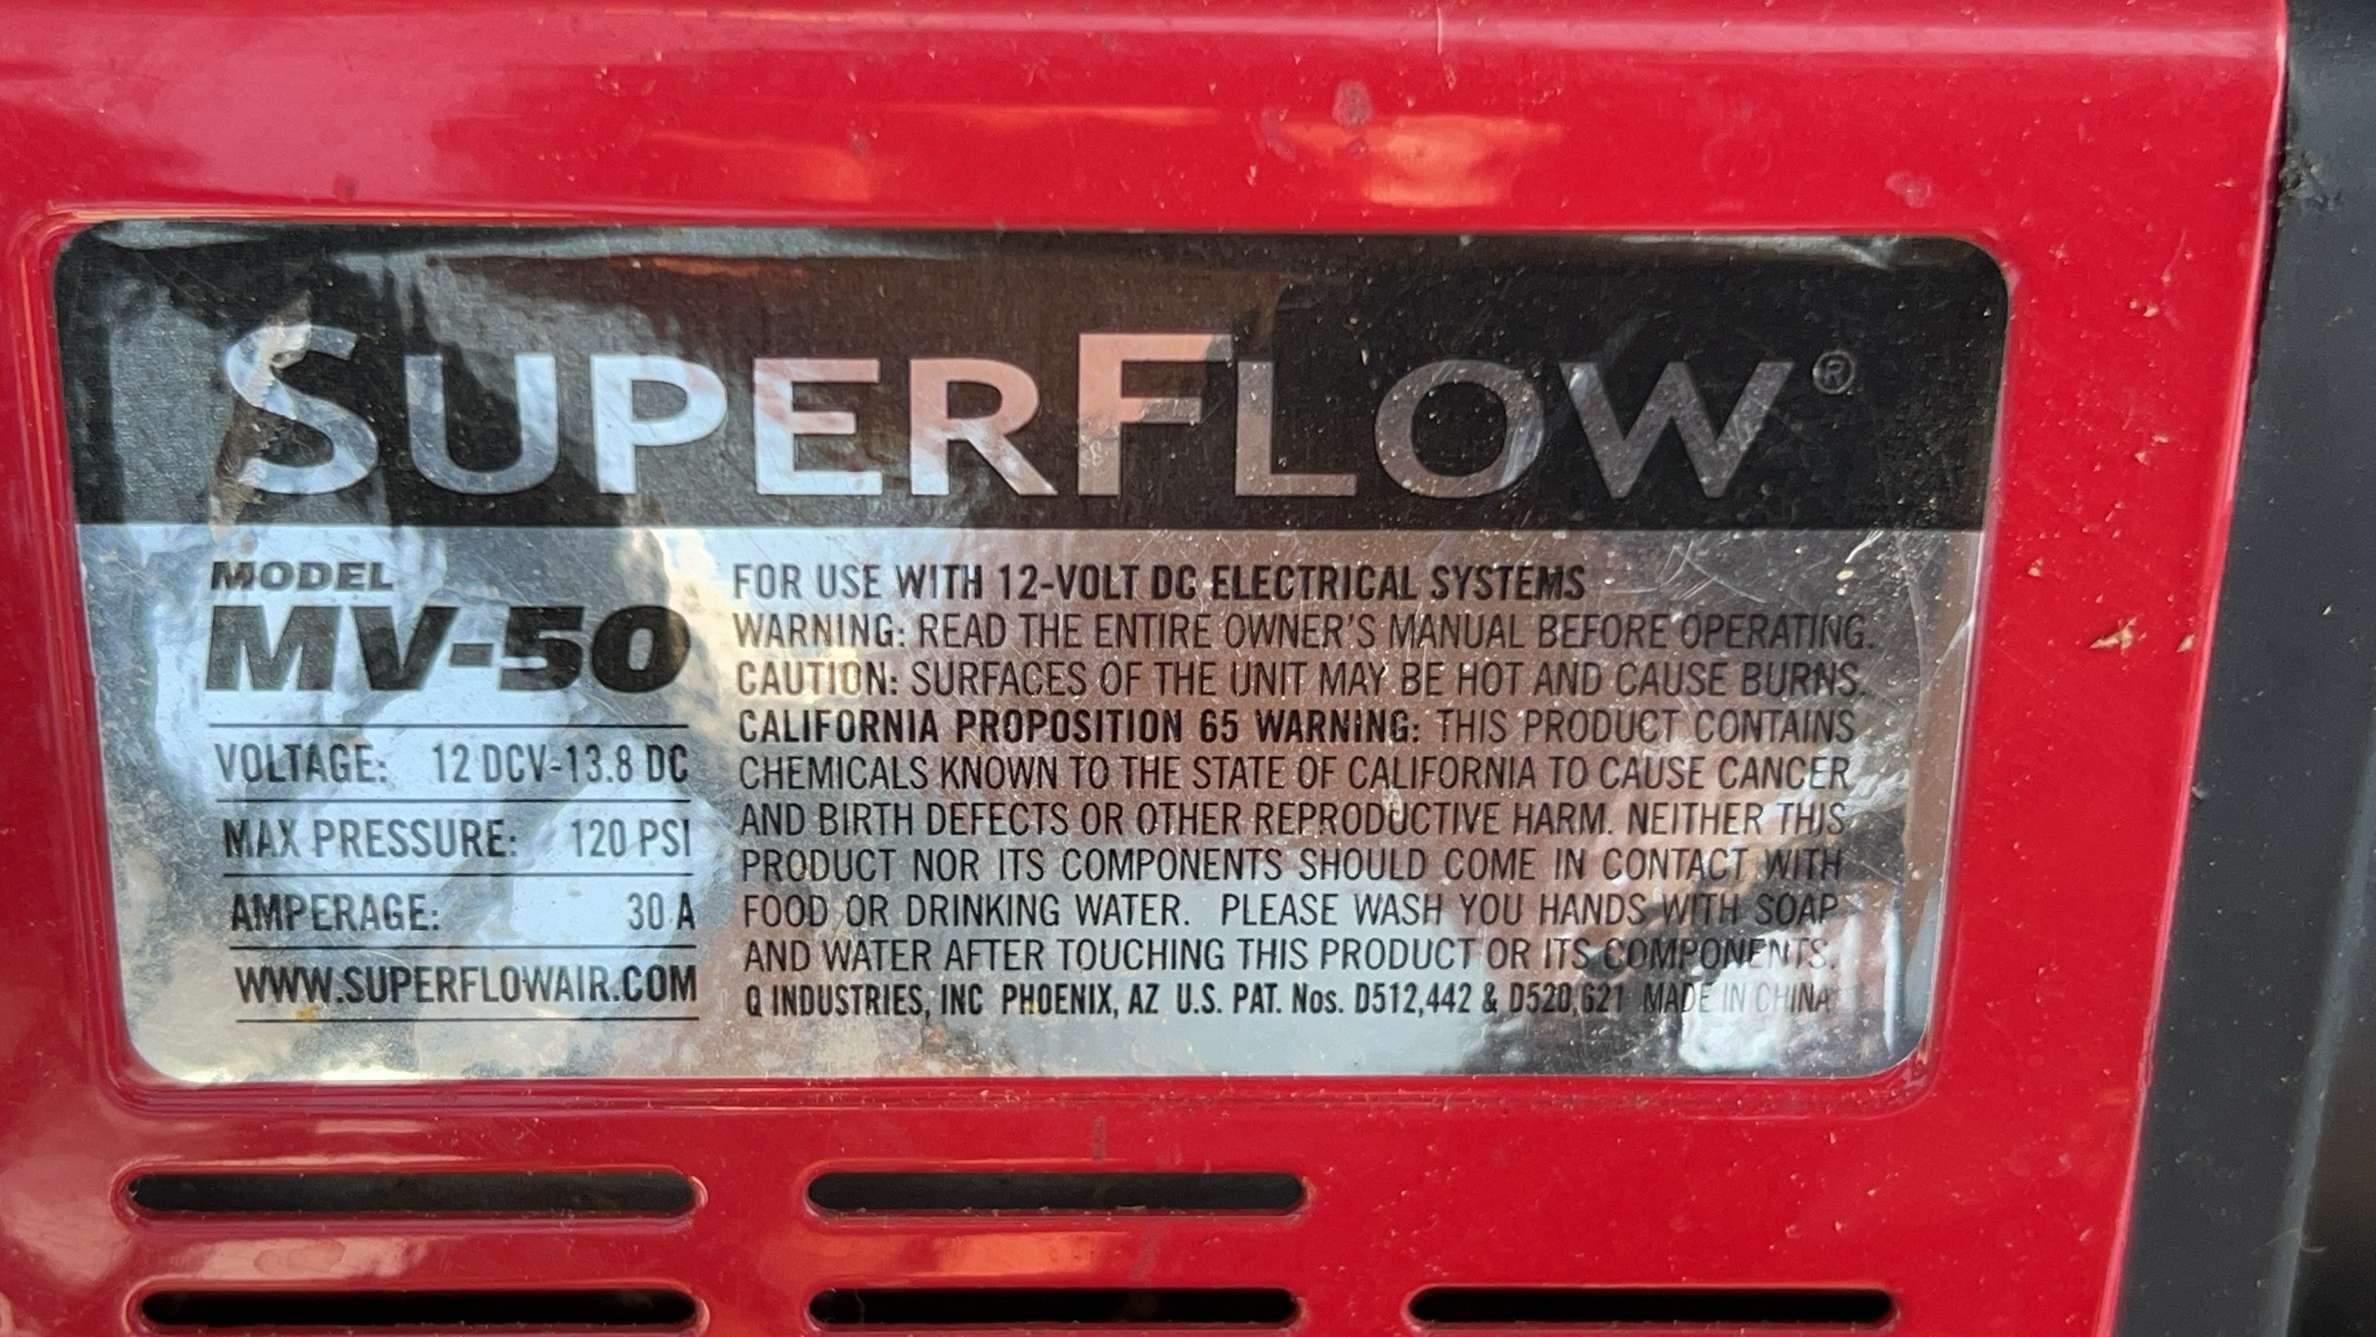 SUPERFLOW®
MODEL
MV-50
VOLTAGE: 12 DCV-13.8 DC
MAX PRESSURE: 120 PSI
AMPERAGE: 30 A
WWW.SUPERFLOWAIR.COM
FOR USE WITH 12-VOLT DC ELECTRICAL SYSTEMS
WARNING: READ THE ENTIRE OWNER'S MANUAL BEFORE OPERATING.
CAUTION: SURFACES OF THE UNIT MAY BE HOT AND CAUSE BURNS.
CALIFORNIA PROPOSITION 65 WARNING: THIS PRODUCT CONTAINS
CHEMICALS KNOWN TO THE STATE OF CALIFORNIA TO CAUSE CANCER
AND BIRTH DEFECTS OR OTHER REPRODUCTIVE HARM. NEITHER THIS
PRODUCT NOR ITS COMPONENTS SHOULD COME IN CONTACT WITH
FOOD OR DRINKING WATER. PLEASE WASH YOU HANDS WITH SOAP
AND WATER AFTER TOUCHING THIS PRODUCT OR ITS COMPONENTS.
Q INDUSTRIES, INC PHOENIX, AZ U.S. PAT. Nos. D512,442 & D520,621 MADE IN CHINA